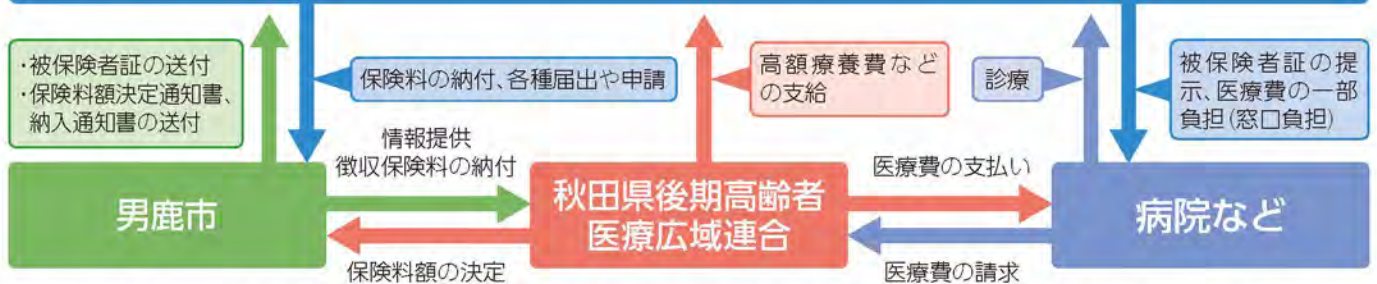 ・被保険者証の送付
・保険料額決定通知書、
納入通知書の送付
保険料の納付、各種届出や申請
高額療養費など
の支給
診療
被保険者証の提
示、医療費の一部
負担(窓口負担)
情報提供
徴収保険料の納付
医療費の支払い
男鹿市
秋田県後期高齢者
医療広域連合
病院など
保険料額の決定
医療費の請求